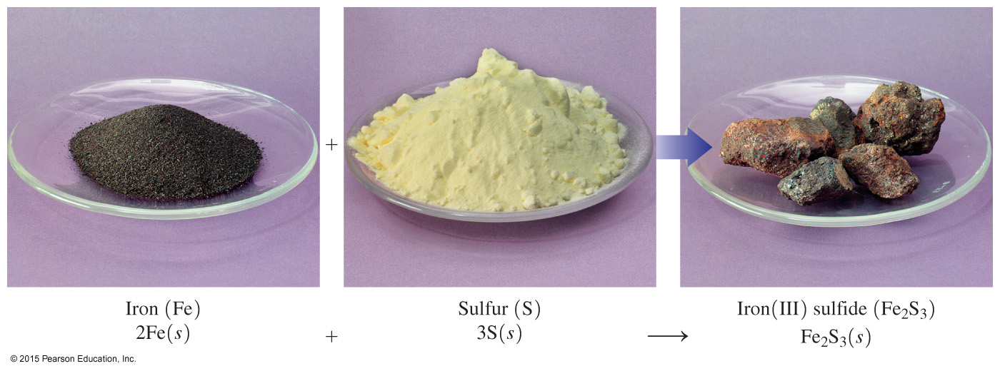 +
Iron (Fe)
Sulfur (S)
Iron(III) sulfide (Fe₂S₃)
2Fe(s) + 3S(s) ⟶ Fe₂S₃(s)
© 2015 Pearson Education, Inc.